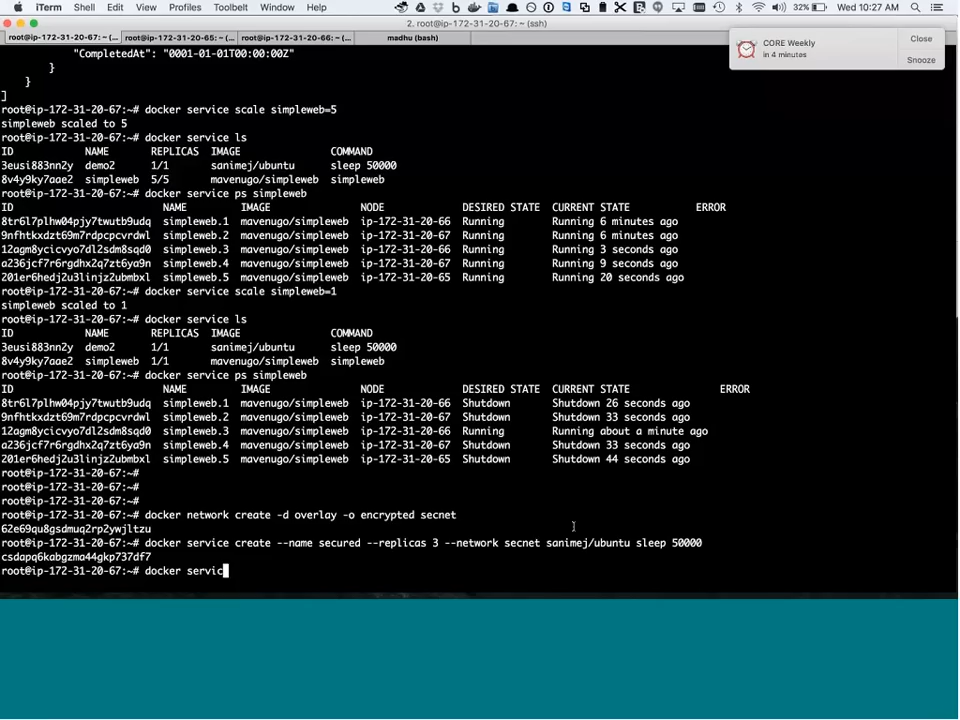 iTerm Shell Edit View Profiles Toolbelt Window Help 32% Wed 10:27 AM
2. root@ip-172-31-20-67: ~ (ssh)
root@ip-172-31-20-67: ~ (... root@ip-172-31-20-65: ~ (... root@ip-172-31-20-66: ~ (... madhu (bash)
CORE Weekly
in 4 minutes
Close
Snooze
"CompletedAt": "0001-01-01T00:00:00Z"
}
}
]
root@ip-172-31-20-67:~# docker service scale simpleweb=5
simpleweb scaled to 5
root@ip-172-31-20-67:~# docker service ls
ID NAME REPLICAS IMAGE COMMAND
3eusi883nn2y demo2 1/1 sanimej/ubuntu sleep 50000
8v4y9ky7aae2 simpleweb 5/5 mavenugo/simpleweb simpleweb
root@ip-172-31-20-67:~# docker service ps simpleweb
ID NAME IMAGE NODE DESIRED STATE CURRENT STATE ERROR
8tr6l7plhw04pjy7twutb9udq simpleweb.1 mavenugo/simpleweb ip-172-31-20-66 Running Running 6 minutes ago
9nfhtkxdzt69m7rdpcpcvrdwl simpleweb.2 mavenugo/simpleweb ip-172-31-20-67 Running Running 6 minutes ago
12agm8ycicvyo7dl2sdm8sqd0 simpleweb.3 mavenugo/simpleweb ip-172-31-20-66 Running Running 3 seconds ago
a236jcf7r6rgdhx2q7zt6ya9n simpleweb.4 mavenugo/simpleweb ip-172-31-20-67 Running Running 9 seconds ago
201er6hedj2u3linjz2ubmbxl simpleweb.5 mavenugo/simpleweb ip-172-31-20-65 Running Running 20 seconds ago
root@ip-172-31-20-67:~# docker service scale simpleweb=1
simpleweb scaled to 1
root@ip-172-31-20-67:~# docker service ls
ID NAME REPLICAS IMAGE COMMAND
3eusi883nn2y demo2 1/1 sanimej/ubuntu sleep 50000
8v4y9ky7aae2 simpleweb 1/1 mavenugo/simpleweb simpleweb
root@ip-172-31-20-67:~# docker service ps simpleweb
ID NAME IMAGE NODE DESIRED STATE CURRENT STATE ERROR
8tr6l7plhw04pjy7twutb9udq simpleweb.1 mavenugo/simpleweb ip-172-31-20-66 Shutdown Shutdown 26 seconds ago
9nfhtkxdzt69m7rdpcpcvrdwl simpleweb.2 mavenugo/simpleweb ip-172-31-20-67 Shutdown Shutdown 33 seconds ago
12agm8ycicvyo7dl2sdm8sqd0 simpleweb.3 mavenugo/simpleweb ip-172-31-20-66 Running Running about a minute ago
a236jcf7r6rgdhx2q7zt6ya9n simpleweb.4 mavenugo/simpleweb ip-172-31-20-67 Shutdown Shutdown 33 seconds ago
201er6hedj2u3linjz2ubmbxl simpleweb.5 mavenugo/simpleweb ip-172-31-20-65 Shutdown Shutdown 44 seconds ago
root@ip-172-31-20-67:~#
root@ip-172-31-20-67:~#
root@ip-172-31-20-67:~#
root@ip-172-31-20-67:~# docker network create -d overlay -o encrypted secnet
62e69qu8gsdmuq2rp2ywjltzu
root@ip-172-31-20-67:~# docker service create --name secured --replicas 3 --network secnet sanimej/ubuntu sleep 50000
csdapq6kabgzma44gkp737df7
root@ip-172-31-20-67:~# docker servic